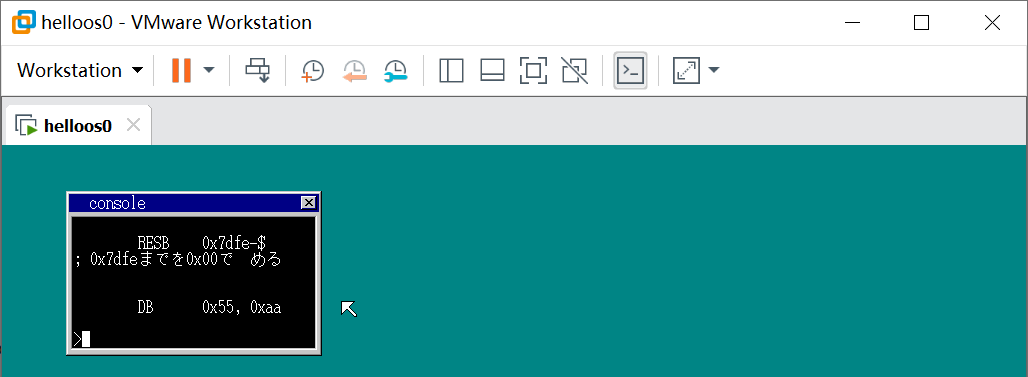 helloos0 - VMware Workstation
Workstation
helloos0
console
RESB 0x7dfe-$
; 0x7dfeまでを0x00で める
DB 0x55, 0xaa
>